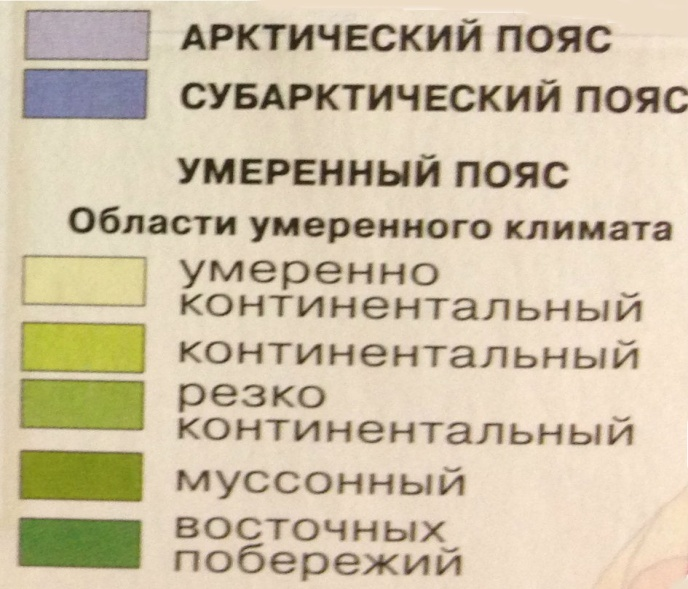 АРКТИЧЕСКИЙ ПОЯС
СУБАРКТИЧЕСКИЙ ПОЯС
УМЕРЕННЫЙ ПОЯС
Области умеренного климата
умеренно
континентальный
континентальный
резко
континентальный
муссонный
восточных
побережий